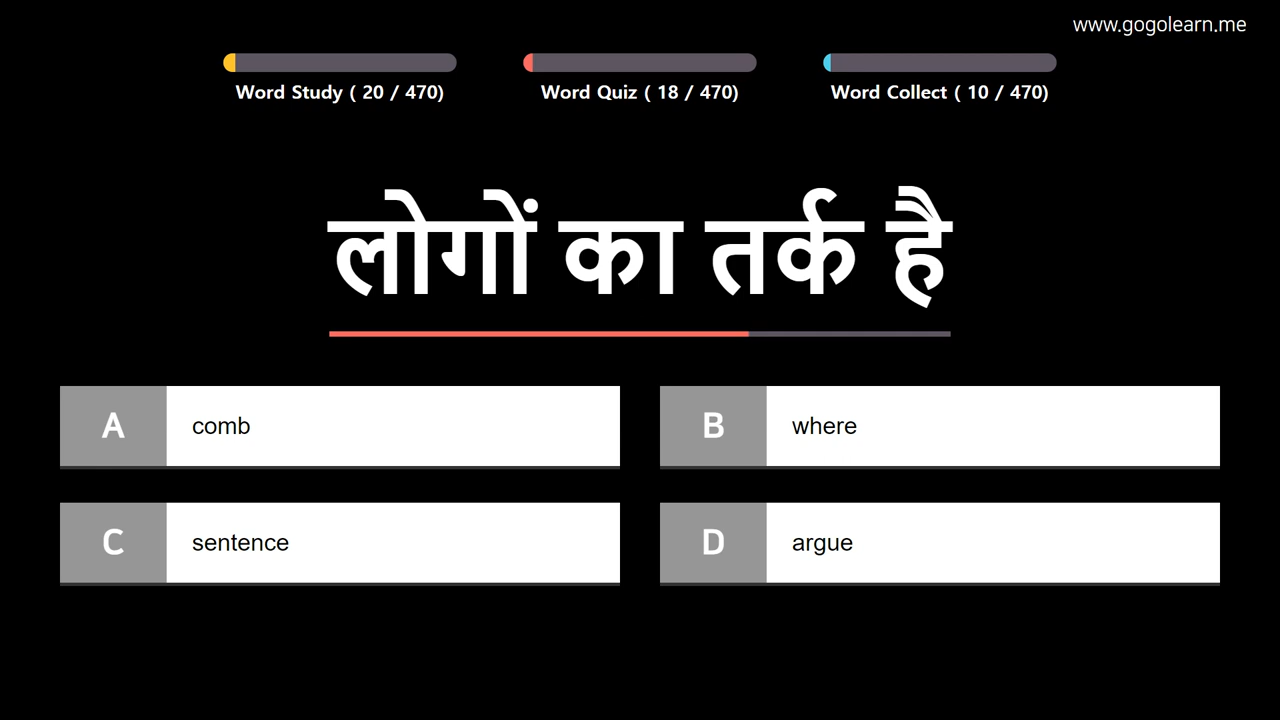 www.gogolearn.me
Word Study ( 20 / 470)
Word Quiz ( 18 / 470)
Word Collect ( 10 / 470)
लोगों का तर्क है
A comb
B where
C sentence
D argue